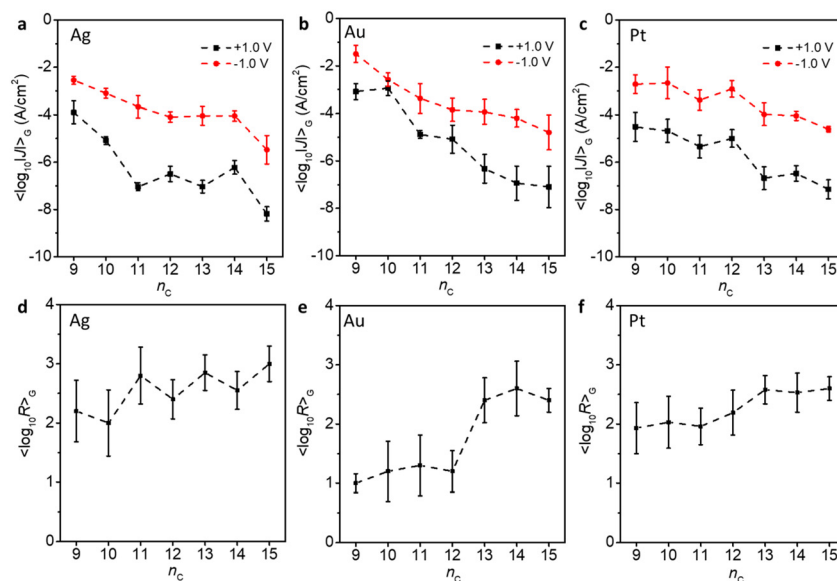 a Ag
+1.0 V
-1.0 V
<log₁₀|J|>G (A/cm²)
0
-2
-4
-6
-8
-10
9 10 11 12 13 14 15
nC
b Au
+1.0 V
-1.0 V
<log₁₀|J|>G (A/cm²)
0
-2
-4
-6
-8
-10
9 10 11 12 13 14 15
nC
c Pt
+1.0 V
-1.0 V
<log₁₀|J|>G (A/cm²)
0
-2
-4
-6
-8
-10
9 10 11 12 13 14 15
nC
d Ag
<log₁₀R>G
4
3
2
1
0
9 10 11 12 13 14 15
nC
e Au
<log₁₀R>G
4
3
2
1
0
9 10 11 12 13 14 15
nC
f Pt
<log₁₀R>G
4
3
2
1
0
9 10 11 12 13 14 15
nC